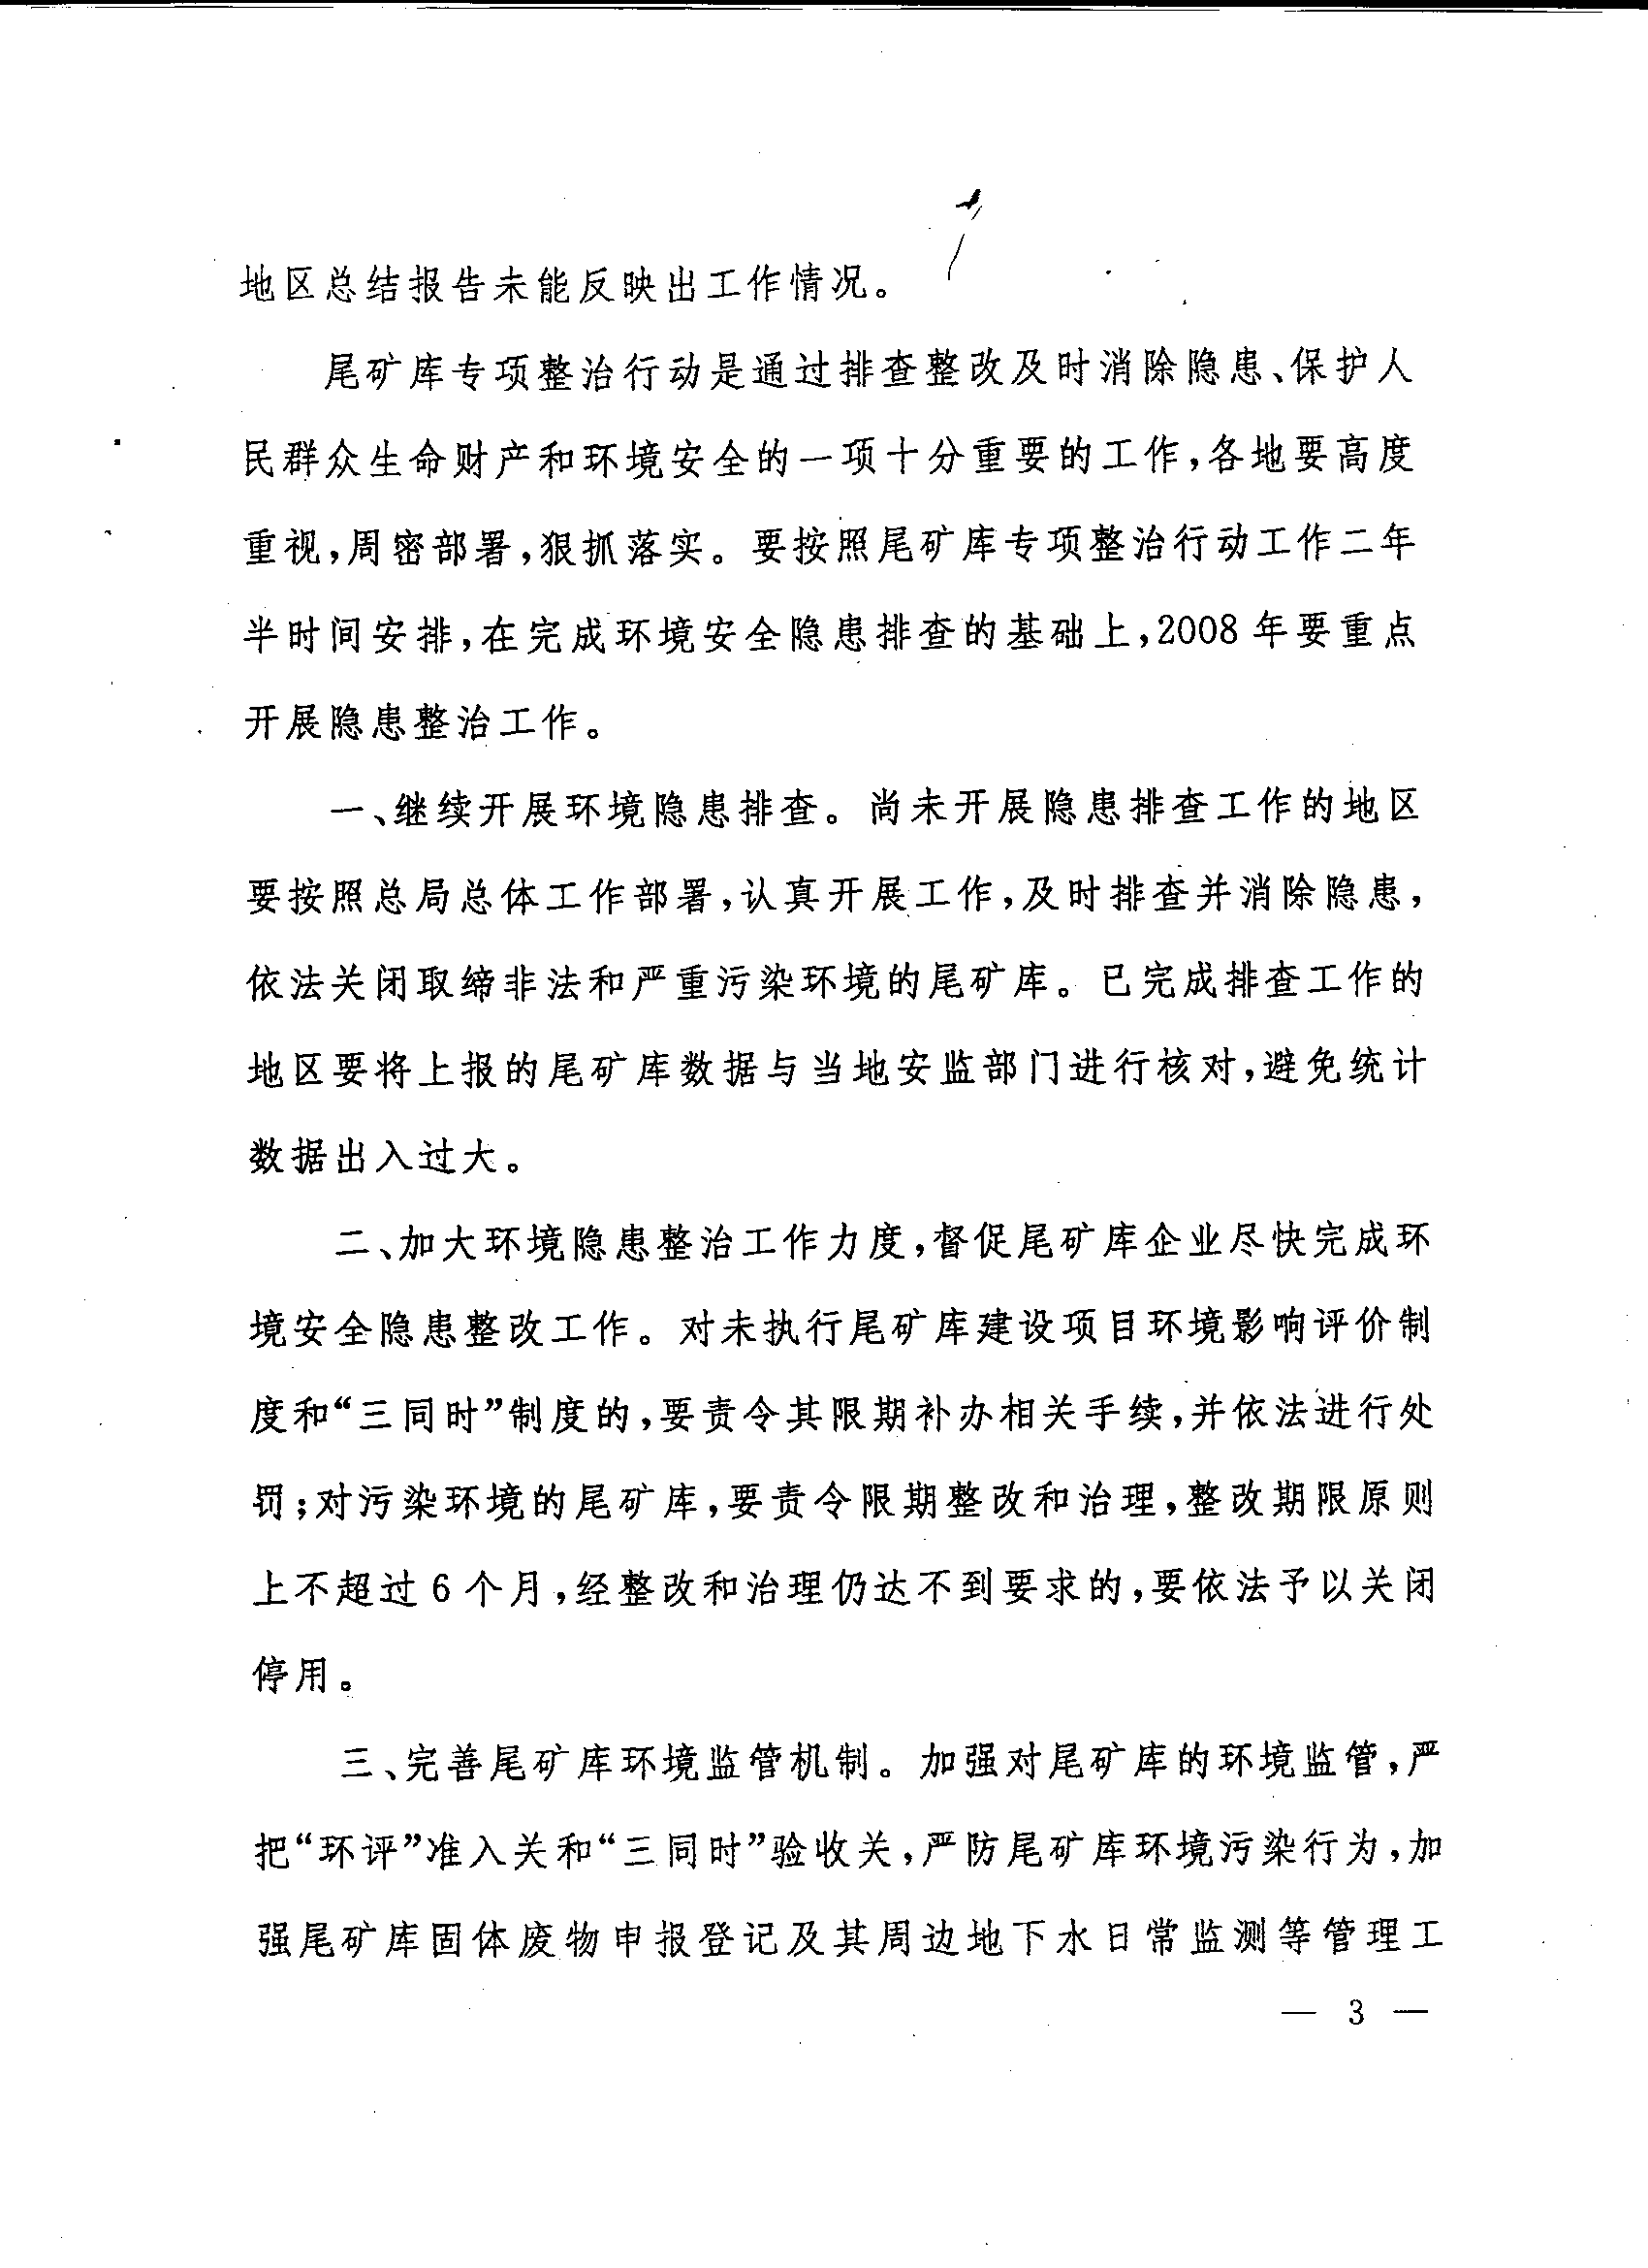 地区总结报告未能反映出工作情况。
尾矿库专项整治行动是通过排查整改及时消除隐患、保护人
民群众生命财产和环境安全的一项十分重要的工作,各地要高度
重视,周密部署,狠抓落实。要按照尾矿库专项整治行动工作二年
半时间安排,在完成环境安全隐患排查的基础上,2008年要重点
开展隐患整治工作。
一、继续开展环境隐患排查。尚未开展隐患排查工作的地区
要按照总局总体工作部署,认真开展工作,及时排查并消除隐患,
依法关闭取缔非法和严重污染环境的尾矿库。已完成排查工作的
地区要将上报的尾矿库数据与当地安监部门进行核对,避免统计
数据出入过大。
二、加大环境隐患整治工作力度,督促尾矿库企业尽快完成环
境安全隐患整改工作。对未执行尾矿库建设项目环境影响评价制
度和“三同时”制度的,要责令其限期补办相关手续,并依法进行处
罚;对污染环境的尾矿库,要责令限期整改和治理,整改期限原则
上不超过6个月,经整改和治理仍达不到要求的,要依法予以关闭
停用。
三、完善尾矿库环境监管机制。加强对尾矿库的环境监管,严
把“环评”准入关和“三同时”验收关,严防尾矿库环境污染行为,加
强尾矿库固体废物申报登记及其周边地下水日常监测等管理工
— 3 —